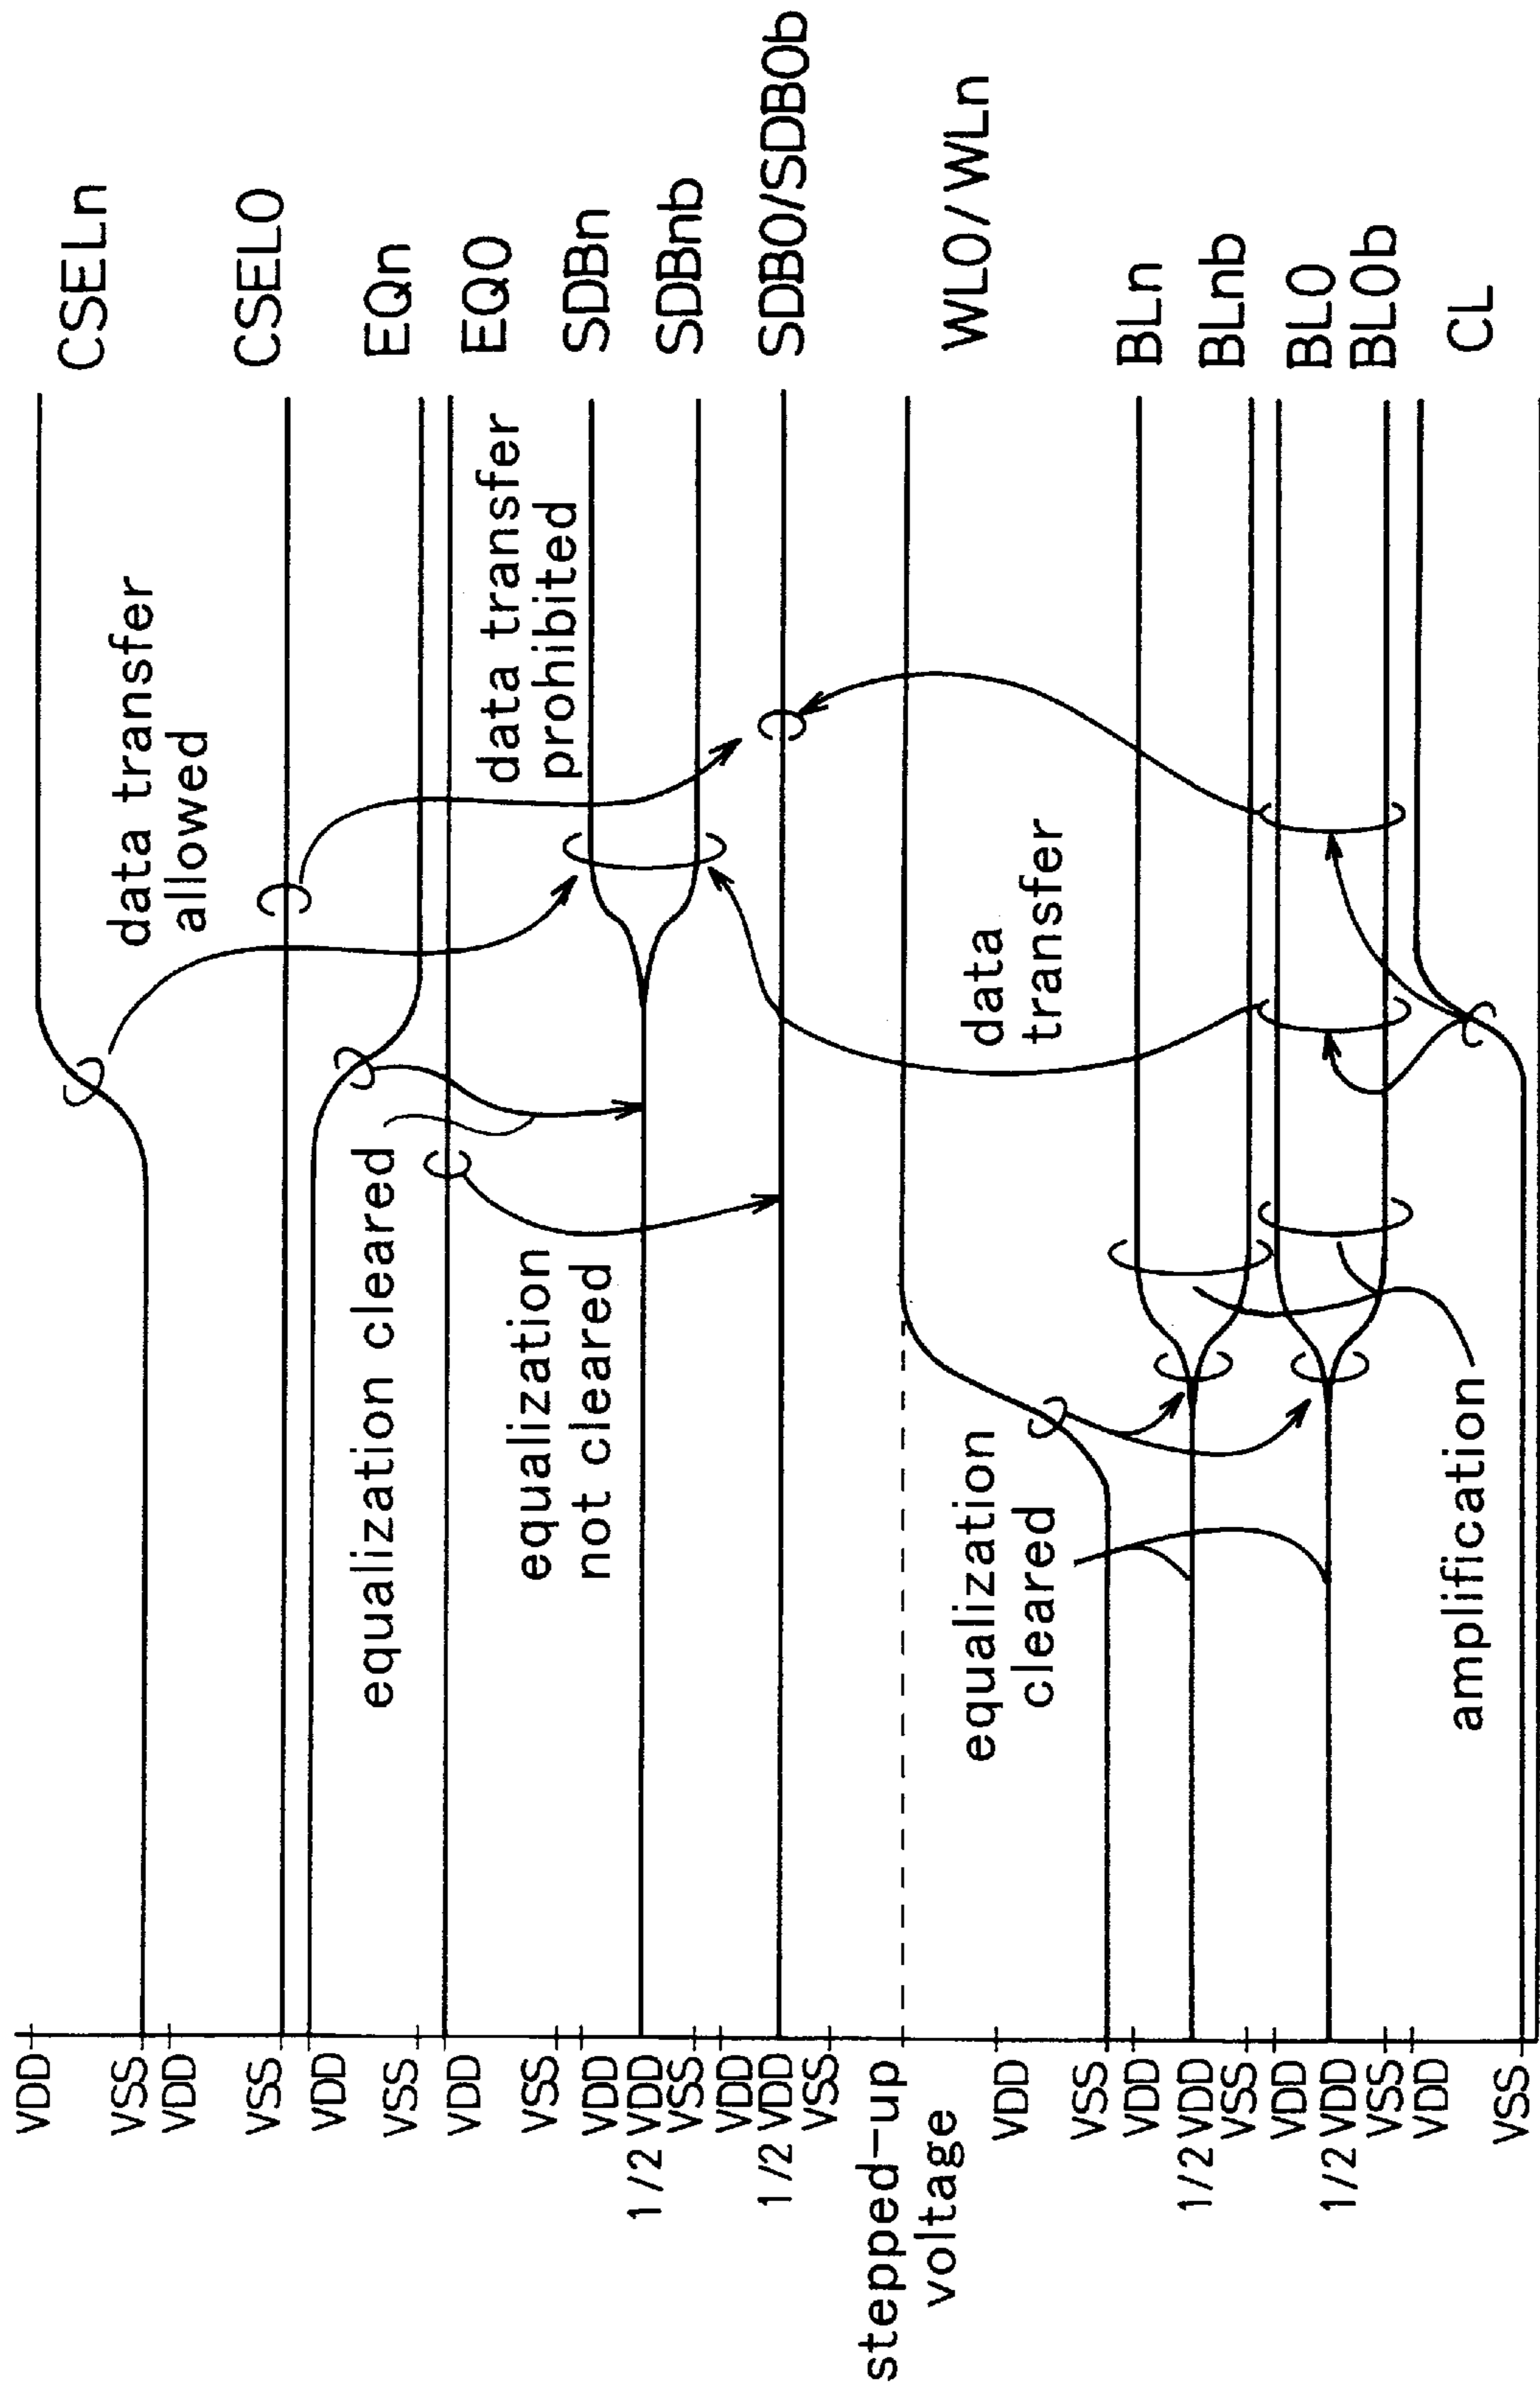 VDD
VSS
VDD
VSS
VDD
VSS
VDD
VSS
VDD
1/2 VDD
VSS
VDD
1/2 VDD
VSS
stepped-up
voltage
VDD
VSS
VDD
1/2 VDD
VSS
VDD
1/2 VDD
VSS
VDD
VSS
data transfer
allowed
equalization cleared
equalization
not cleared
data transfer
prohibited
equalization
cleared
data
transfer
amplification
CSELn
CSEL0
EQn
EQ0
SDBn
SDBnb
SDB0/SDB0b
WL0/WLn
BLn
BLnb
BL0
BL0b
CL